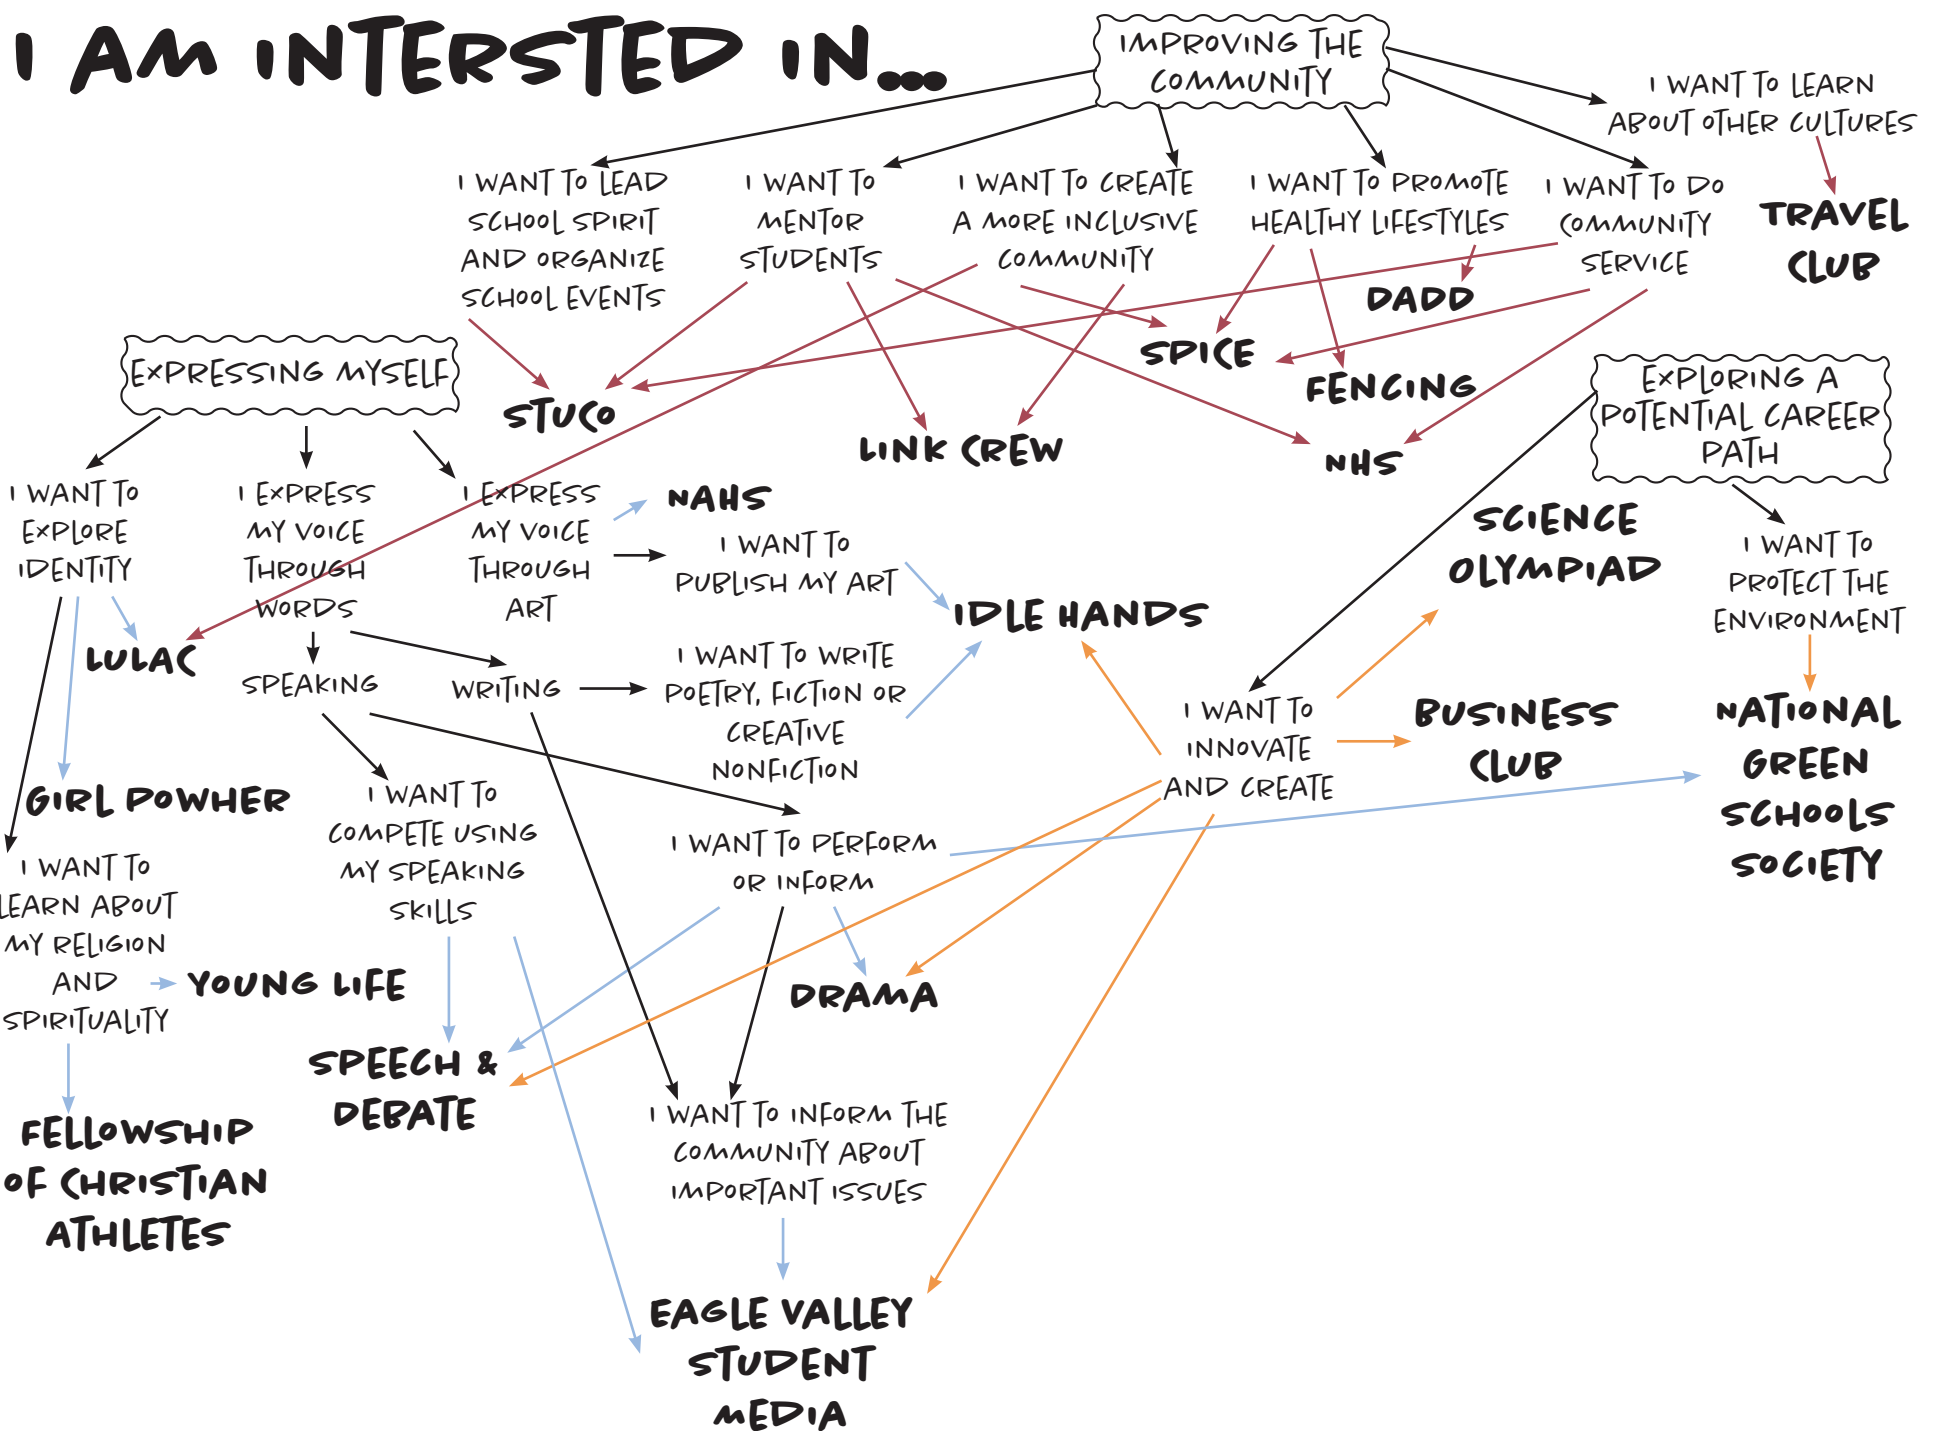 I AM INTERSTED IN...
IMPROVING THE
COMMUNITY
I WANT TO LEARN
ABOUT OTHER CULTURES
TRAVEL
CLUB
I WANT TO LEAD
SCHOOL SPIRIT
AND ORGANIZE
SCHOOL EVENTS
I WANT TO
MENTOR
STUDENTS
I WANT TO CREATE
A MORE INCLUSIVE
COMMUNITY
I WANT TO PROMOTE
HEALTHY LIFESTYLES
I WANT TO DO
COMMUNITY
SERVICE
DADD
SPICE
FENCING
STUCO
LINK CREW
NHS
EXPRESSING MYSELF
EXPLORING A
POTENTIAL CAREER
PATH
I WANT TO
EXPLORE
IDENTITY
I EXPRESS
MY VOICE
THROUGH
WORDS
I EXPRESS
MY VOICE
THROUGH
ART
NAHS
I WANT TO
PUBLISH MY ART
IDLE HANDS
SCIENCE
OLYMPIAD
I WANT TO
PROTECT THE
ENVIRONMENT
LULAC
SPEAKING
WRITING
I WANT TO WRITE
POETRY, FICTION OR
CREATIVE
NONFICTION
I WANT TO
INNOVATE
AND CREATE
BUSINESS
CLUB
NATIONAL
GREEN
SCHOOLS
SOCIETY
GIRL POWHER
I WANT TO
COMPETE USING
MY SPEAKING
SKILLS
I WANT TO PERFORM
OR INFORM
I WANT TO
LEARN ABOUT
MY RELIGION
AND
SPIRITUALITY
YOUNG LIFE
DRAMA
SPEECH &
DEBATE
FELLOWSHIP
OF CHRISTIAN
ATHLETES
I WANT TO INFORM THE
COMMUNITY ABOUT
IMPORTANT ISSUES
EAGLE VALLEY
STUDENT
MEDIA